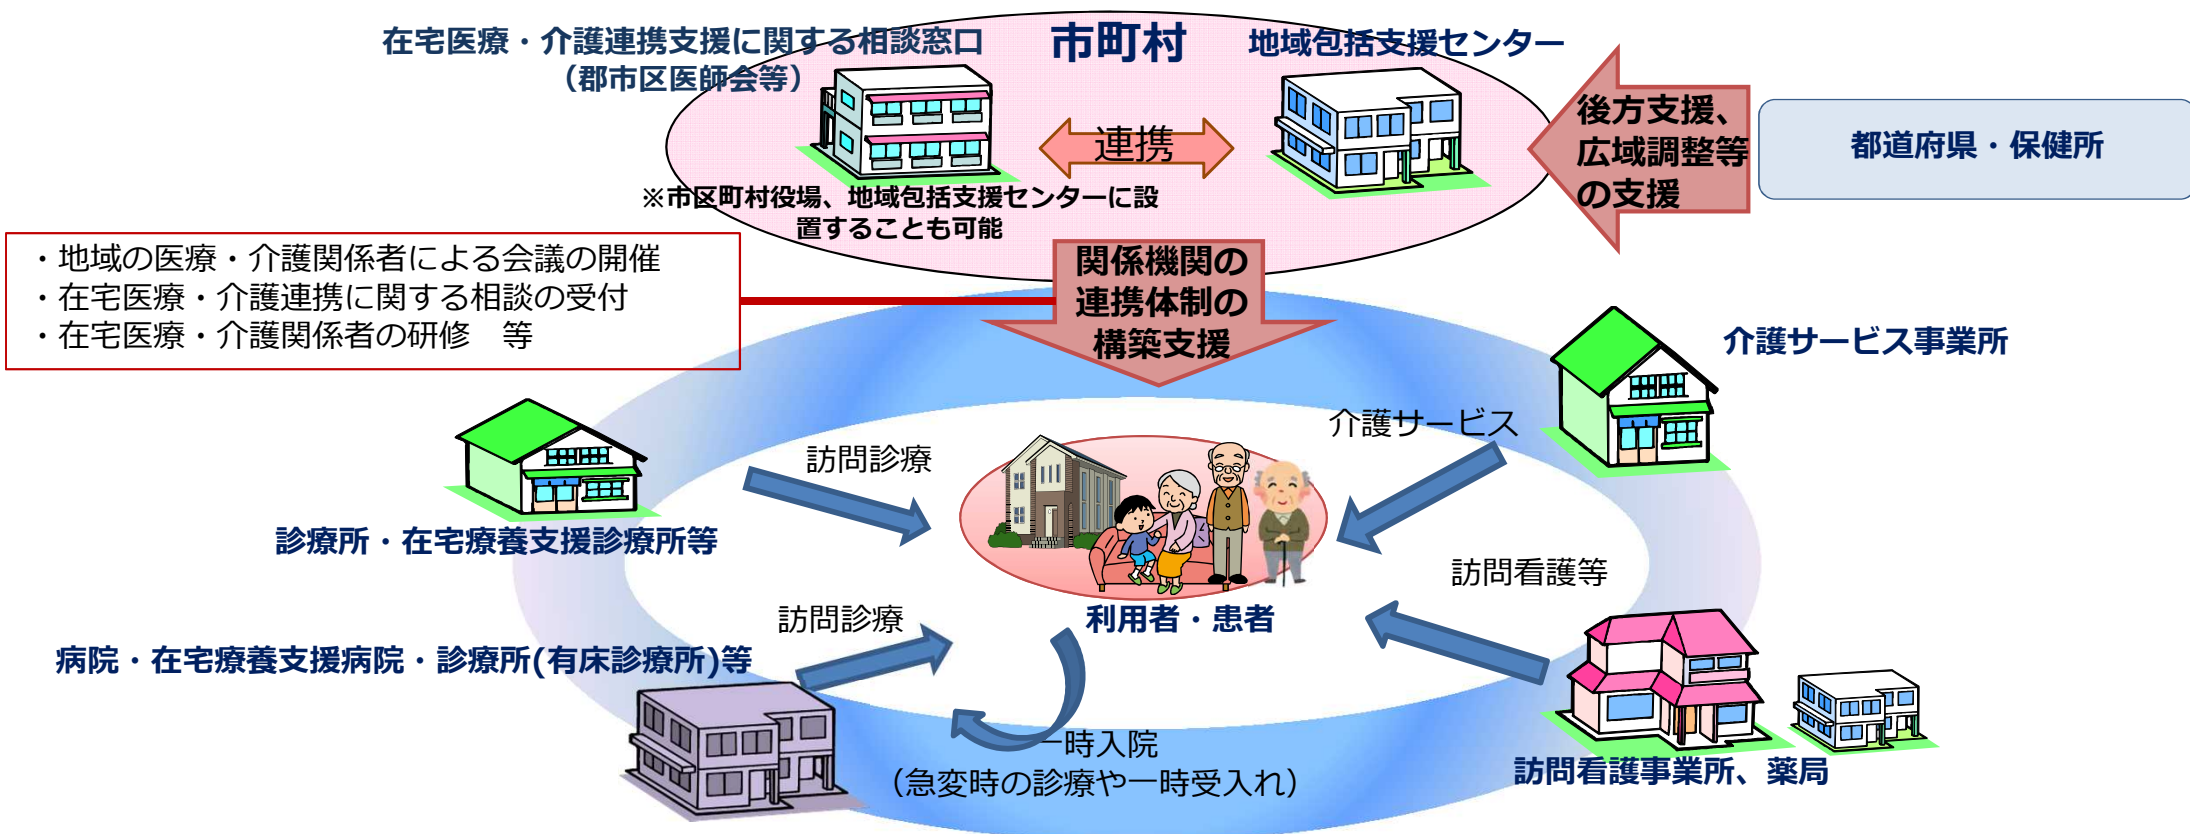 在宅医療・介護連携支援に関する相談窓口
（郡市区医師会等）
市町村
地域包括支援センター
連携
※市区町村役場、地域包括支援センターに設
置することも可能
後方支援、
広域調整等
の支援
都道府県・保健所
・地域の医療・介護関係者による会議の開催
・在宅医療・介護連携に関する相談の受付
・在宅医療・介護関係者の研修　等
関係機関の
連携体制の
構築支援
介護サービス事業所
介護サービス
訪問診療
診療所・在宅療養支援診療所等
訪問看護等
利用者・患者
訪問診療
病院・在宅療養支援病院・診療所(有床診療所)等
一時入院
（急変時の診療や一時受入れ）
訪問看護事業所、薬局